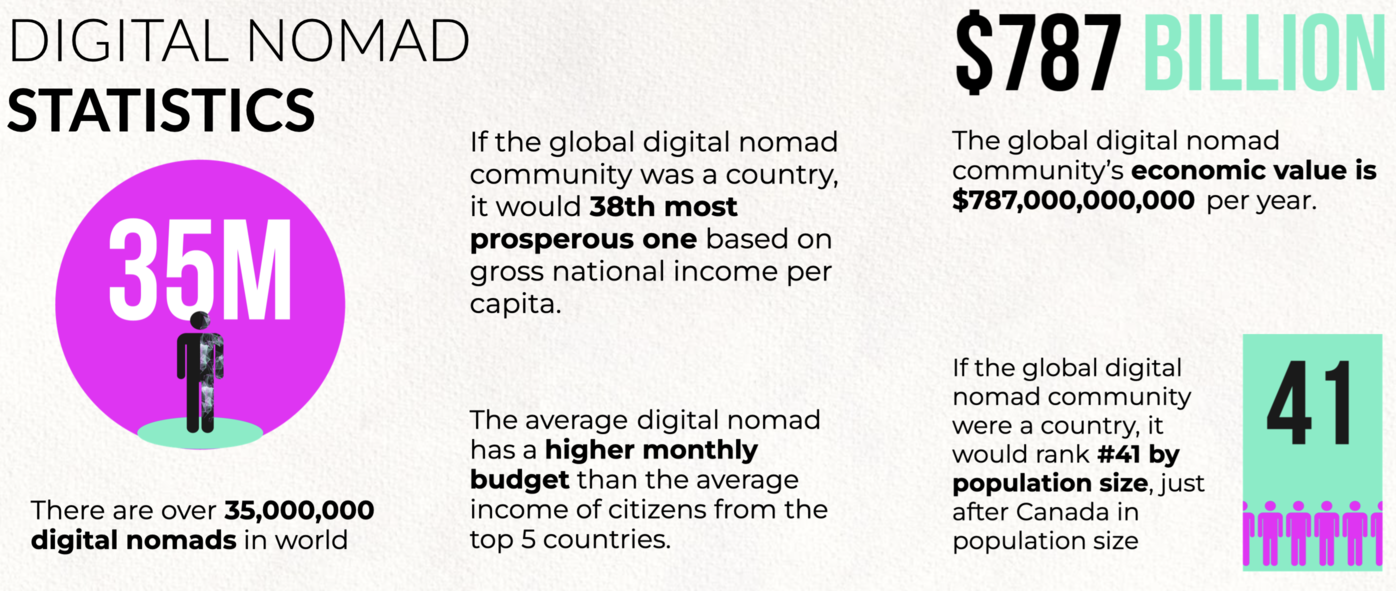 DIGITAL NOMAD
STATISTICS
35M
There are over 35,000,000
digital nomads in world
If the global digital nomad
community was a country,
it would 38th most
prosperous one based on
gross national income per
capita.
The average digital nomad
has a higher monthly
budget than the average
income of citizens from the
top 5 countries.
$787 BILLION
The global digital nomad
community’s economic value is
$787,000,000,000 per year.
If the global digital
nomad community
were a country, it
would rank #41 by
population size, just
after Canada in
population size
41